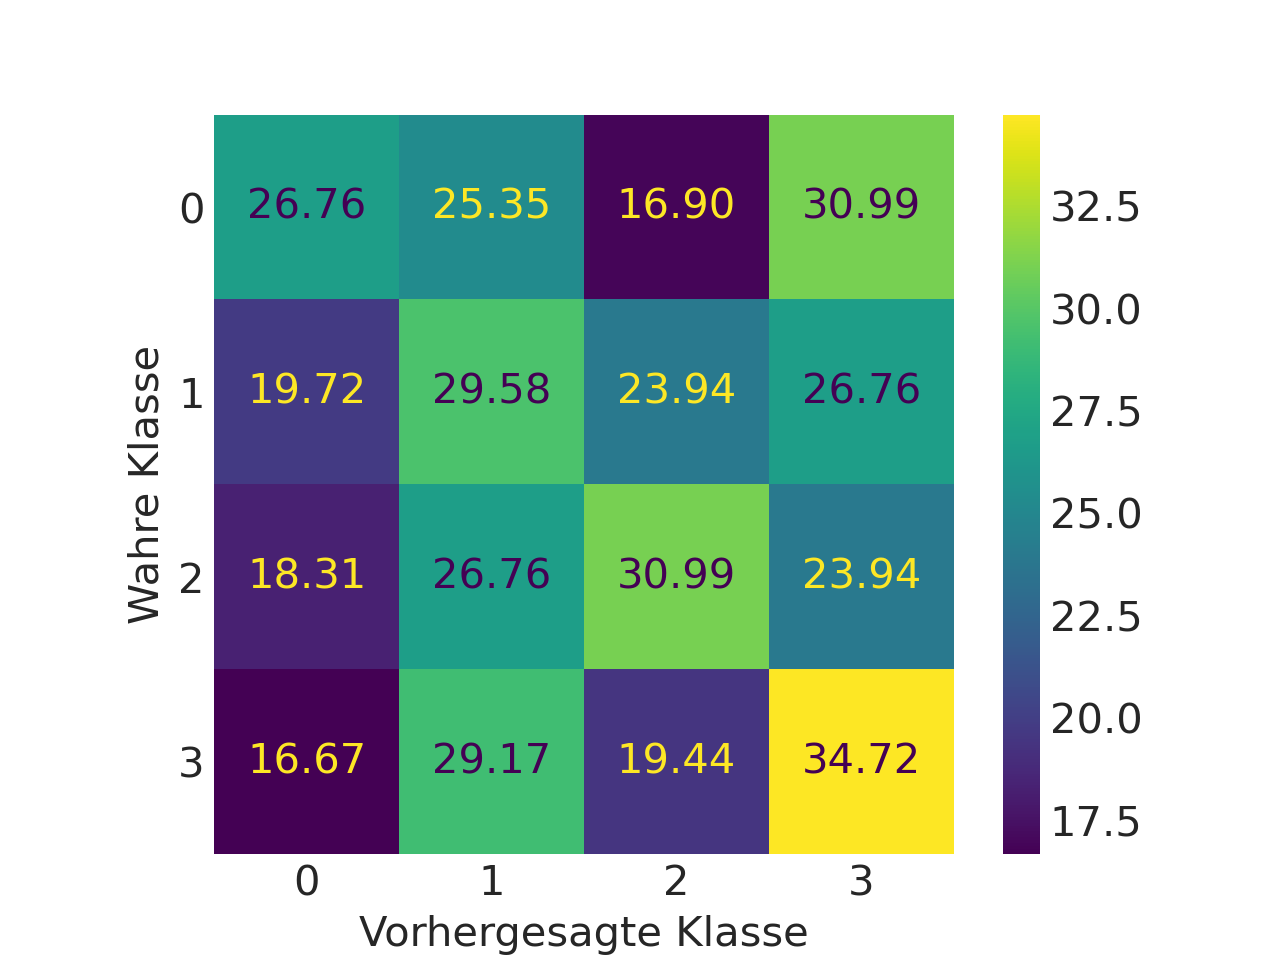 0 26.76 25.35 16.90 30.99
1 19.72 29.58 23.94 26.76
2 18.31 26.76 30.99 23.94
3 16.67 29.17 19.44 34.72
0 1 2 3
Vorhergesagte Klasse
Wahre Klasse
32.5
30.0
27.5
25.0
22.5
20.0
17.5